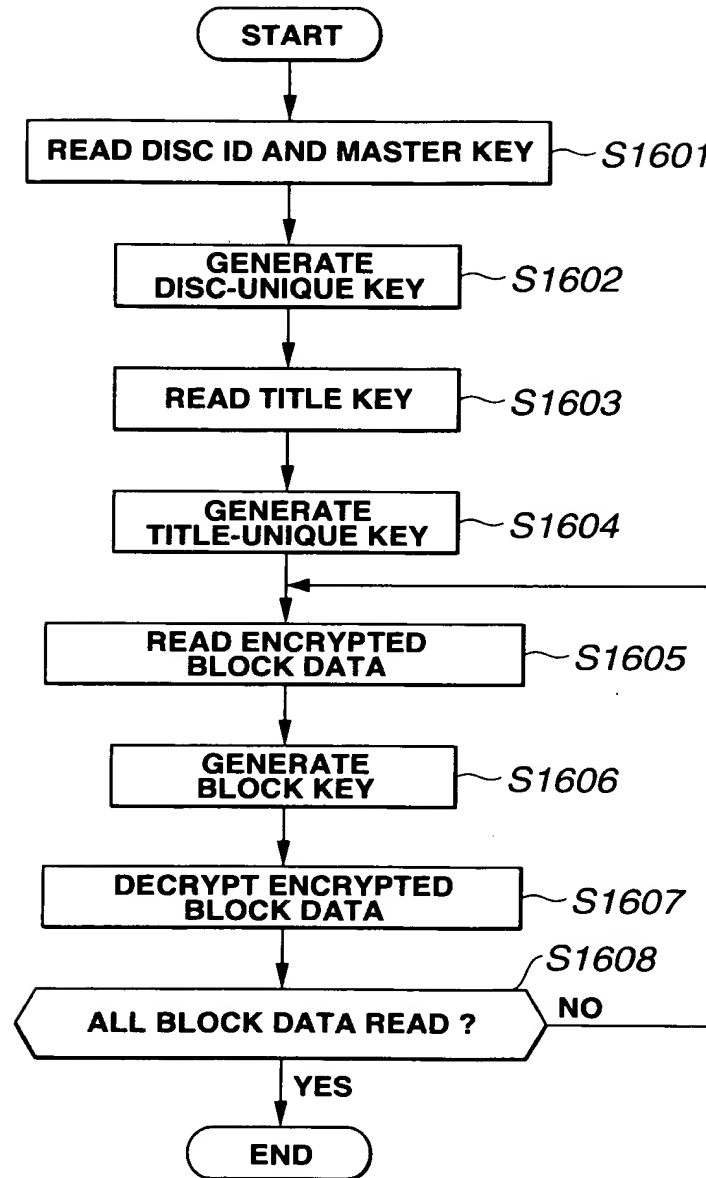 START
READ DISC ID AND MASTER KEY
S1601
GENERATE
DISC-UNIQUE KEY
S1602
READ TITLE KEY
S1603
GENERATE
TITLE-UNIQUE KEY
S1604
READ ENCRYPTED
BLOCK DATA
S1605
GENERATE
BLOCK KEY
S1606
DECRYPT ENCRYPTED
BLOCK DATA
S1607
S1608
ALL BLOCK DATA READ ?
NO
YES
END